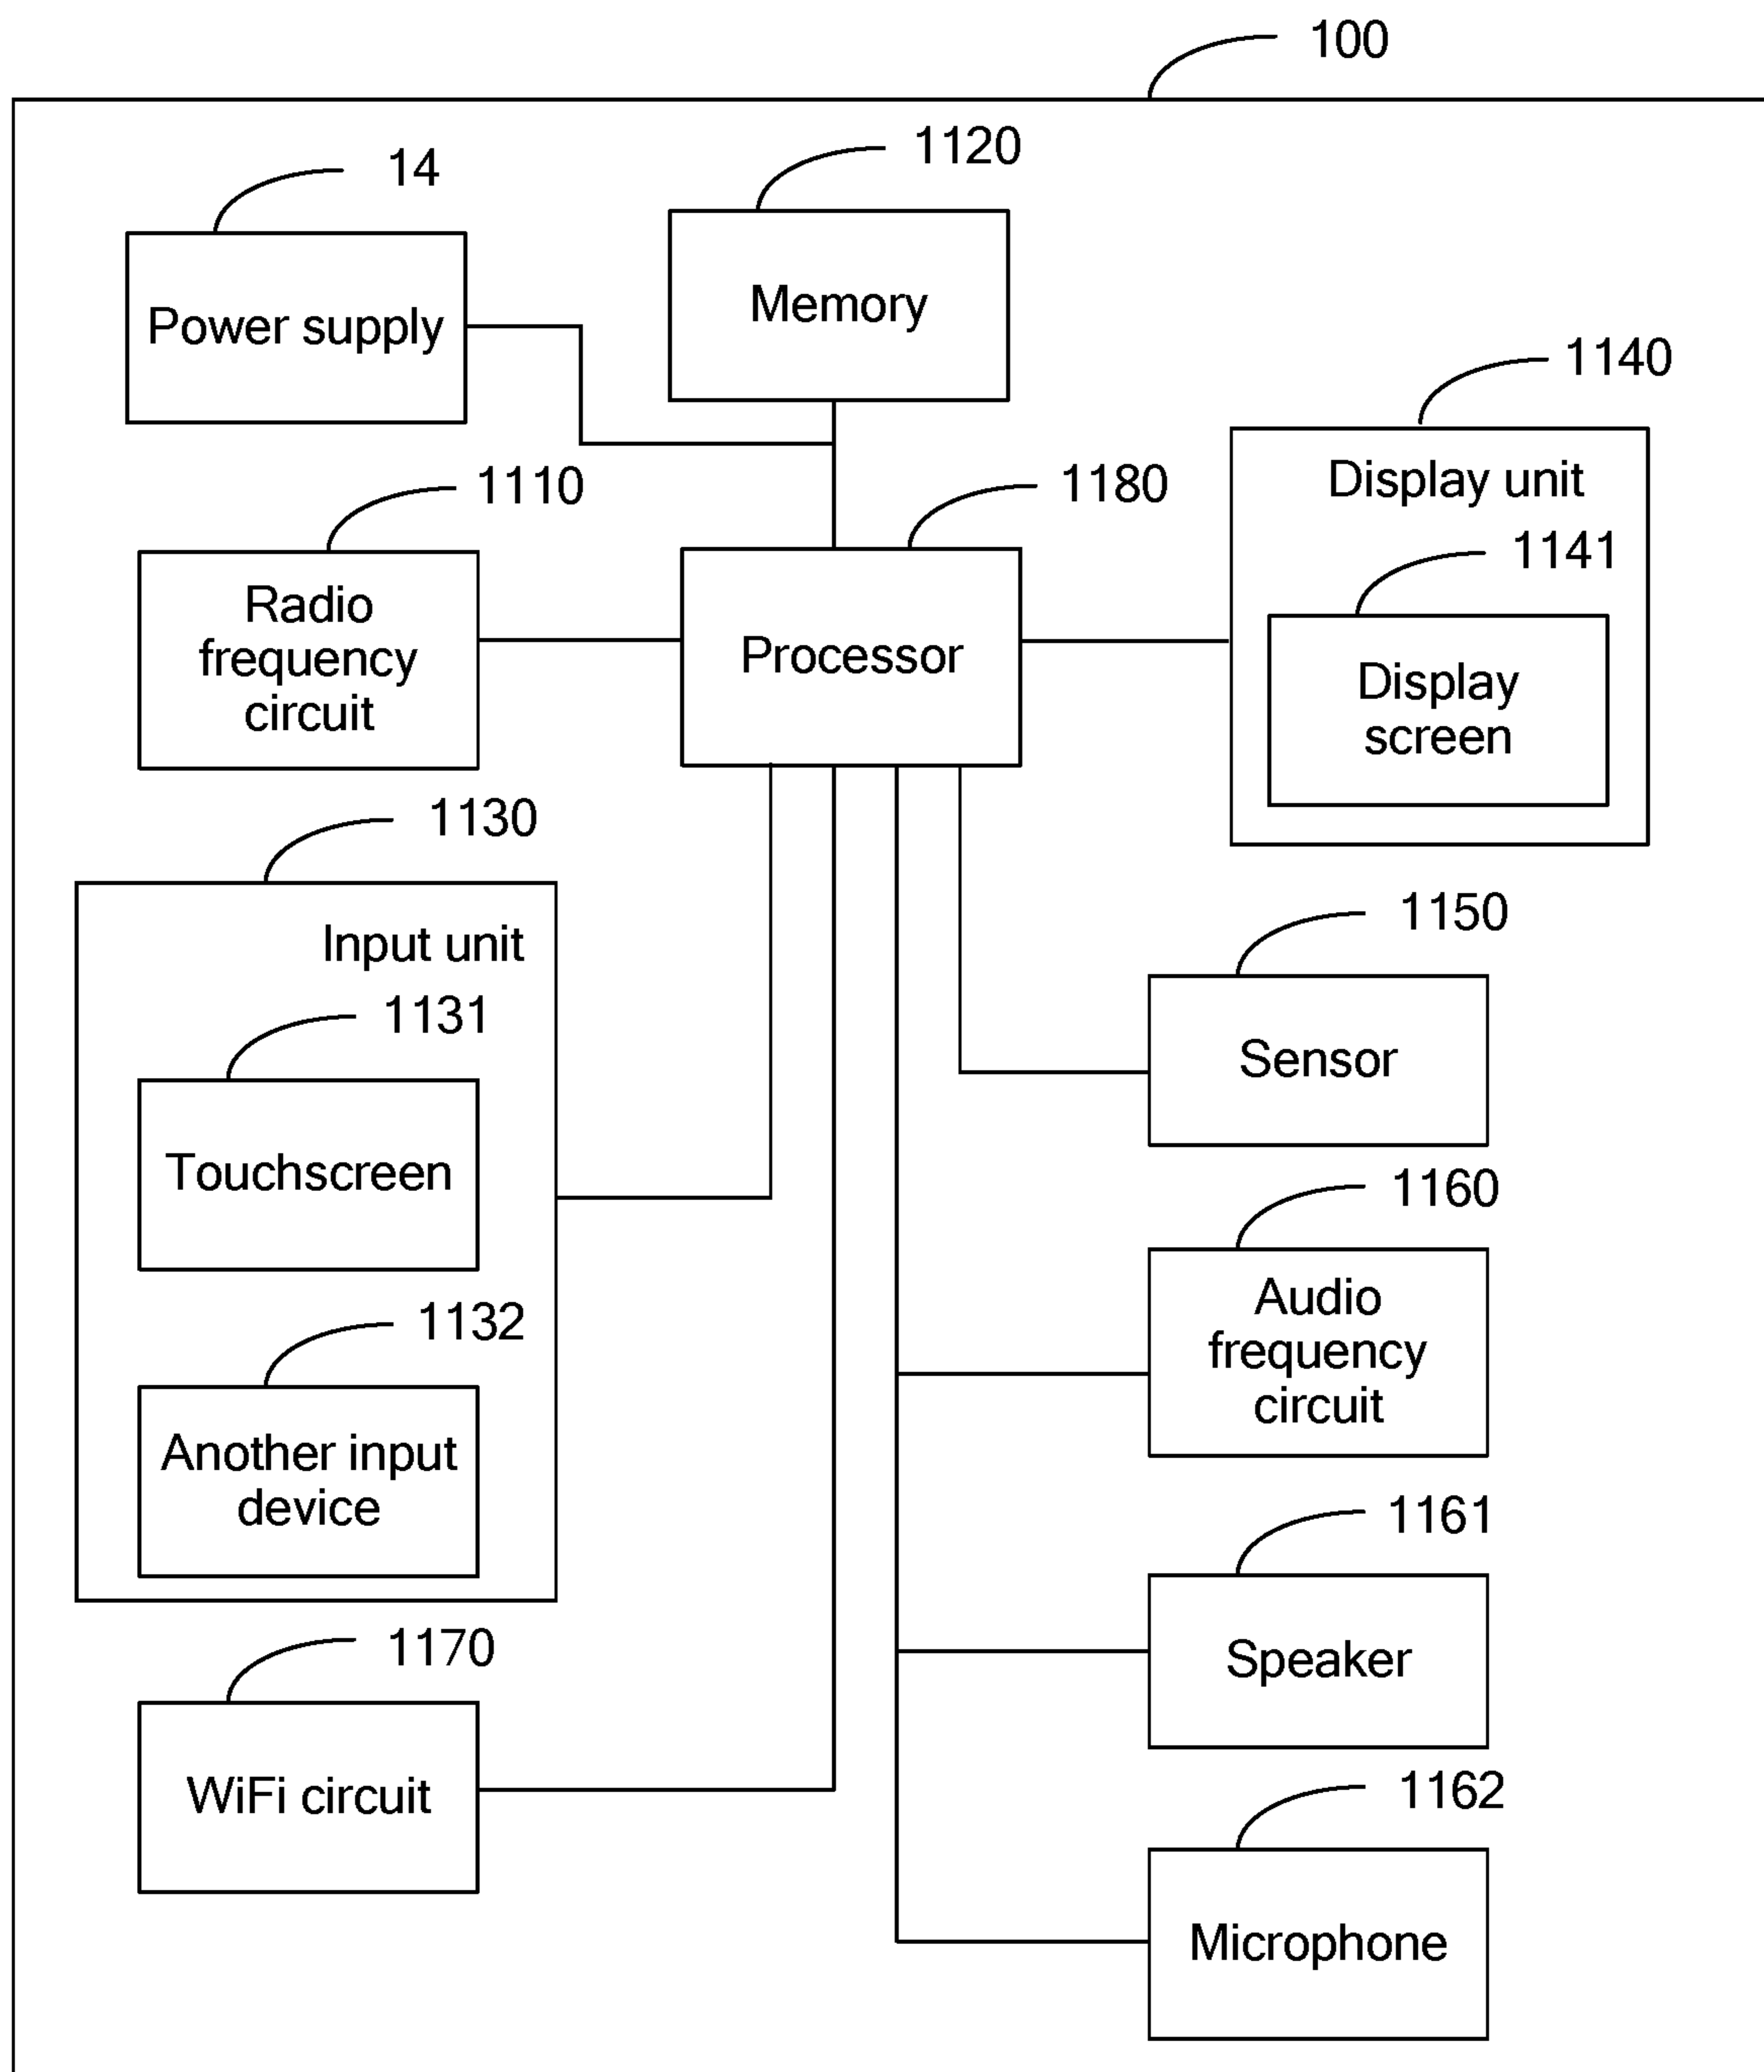 100
14
1120
Power supply
Memory
1140
Display unit
1110
1180
1141
Radio
frequency
circuit
Processor
Display
screen
1130
Input unit
1150
1131
Sensor
Touchscreen
1160
Audio
frequency
circuit
1132
Another input
device
1161
Speaker
1170
WiFi circuit
1162
Microphone